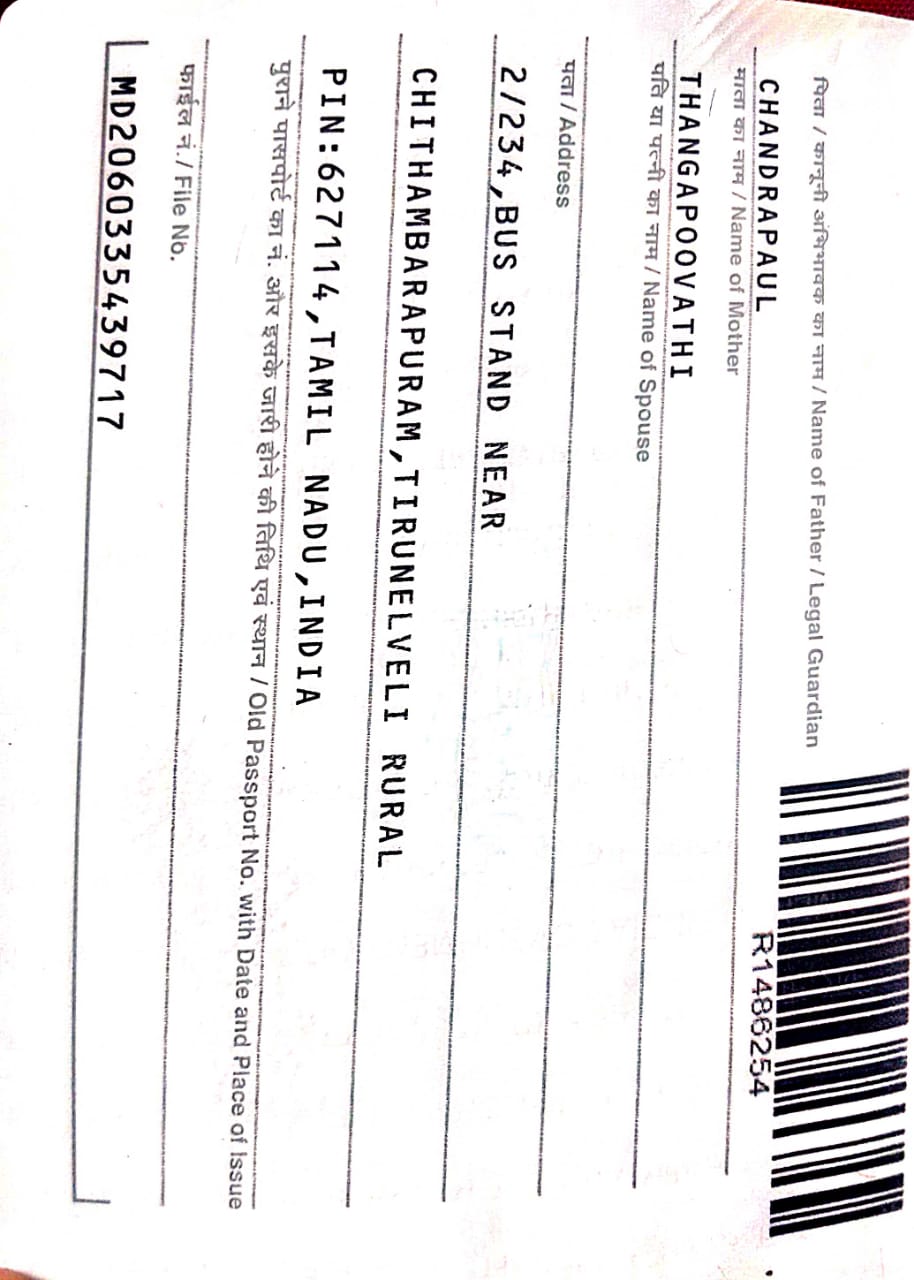 पिता / कानूनी अभिभावक का नाम / Name of Father / Legal Guardian
CHANDRAPAUL
R1486254
माता का नाम / Name of Mother
THANGAPOOVATHI
पति या पत्नी का नाम / Name of Spouse
पता / Address
2/234,BUS STAND NEAR
CHITHAMBARAPURAM,TIRUNELVELI RURAL
PIN:627114,TAMIL NADU,INDIA
पुराने पासपोर्ट का नं. और इसके जारी होने की तिथि एवं स्थान / Old Passport No. with Date and Place of Issue
फाईल नं./ File No.
MD2060335439717